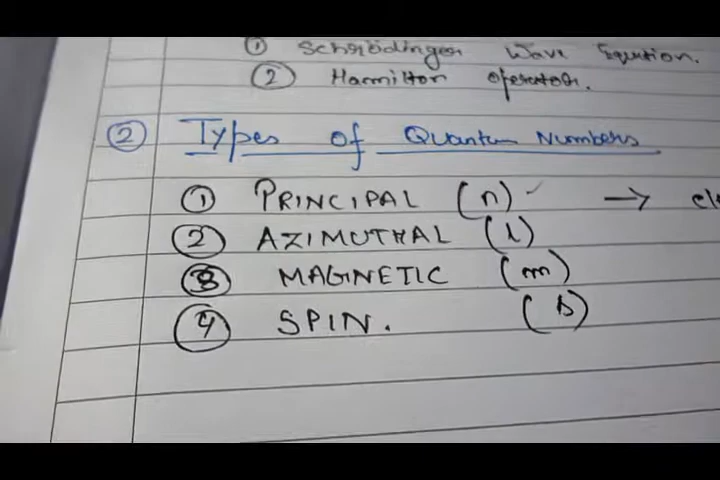 ① Schrödinger Wave Equation.
② Hamilton operator.
② Types of Quantum Numbers
① PRINCIPAL (n) →
② AZIMUTHAL (l)
③ MAGINETIC (m)
④ SPIN. (s)